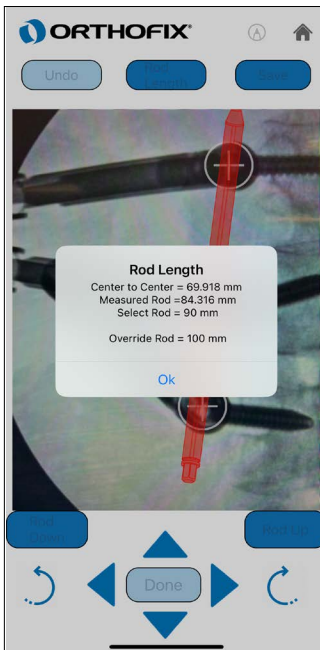 ORTHOFIX
Undo
Rod
Length
Save
Rod Length
Center to Center = 69.918 mm
Measured Rod =84.316 mm
Select Rod = 90 mm
Override Rod = 100 mm
Ok
Rod
Down
Rod Up
Done